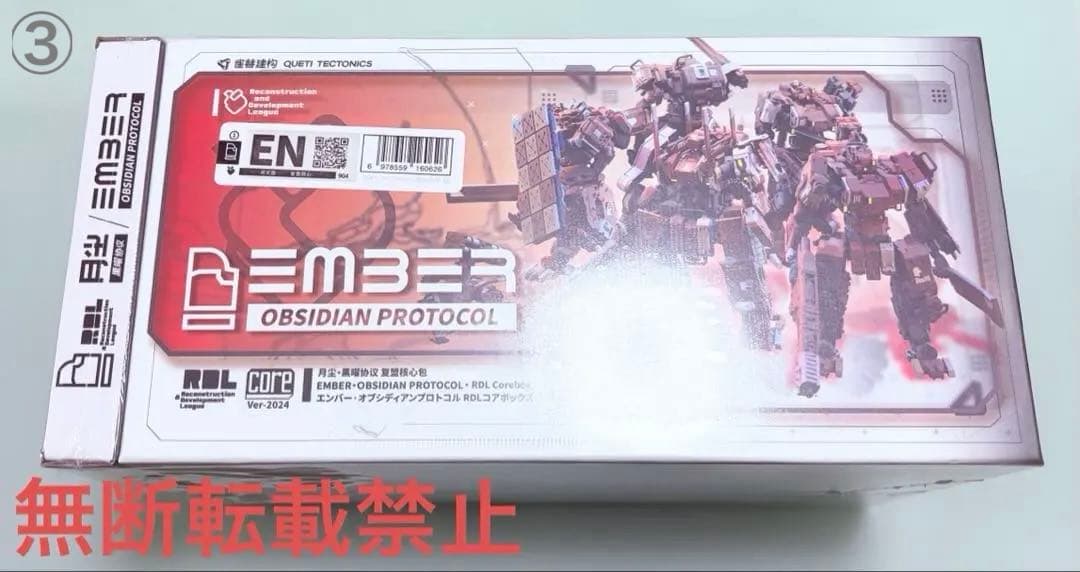 ③
雀替建构 QUETI TECTONICS
Reconstruction
and
Development
League
EN
904
6 978559 160626
EMBER
OBSIDIAN PROTOCOL
RDL
Reconstruction
& Development
League
core
Ver-2024
月尘·黑曜协议 复盟核心包
EMBER·OBSIDIAN PROTOCOL·RDL Corebox
エンバー・オブシディアンプロトコル RDLコアボックス
RDL
月尘
黑曜协议
/
EMBER
OBSIDIAN PROTOCOL
無断転載禁止